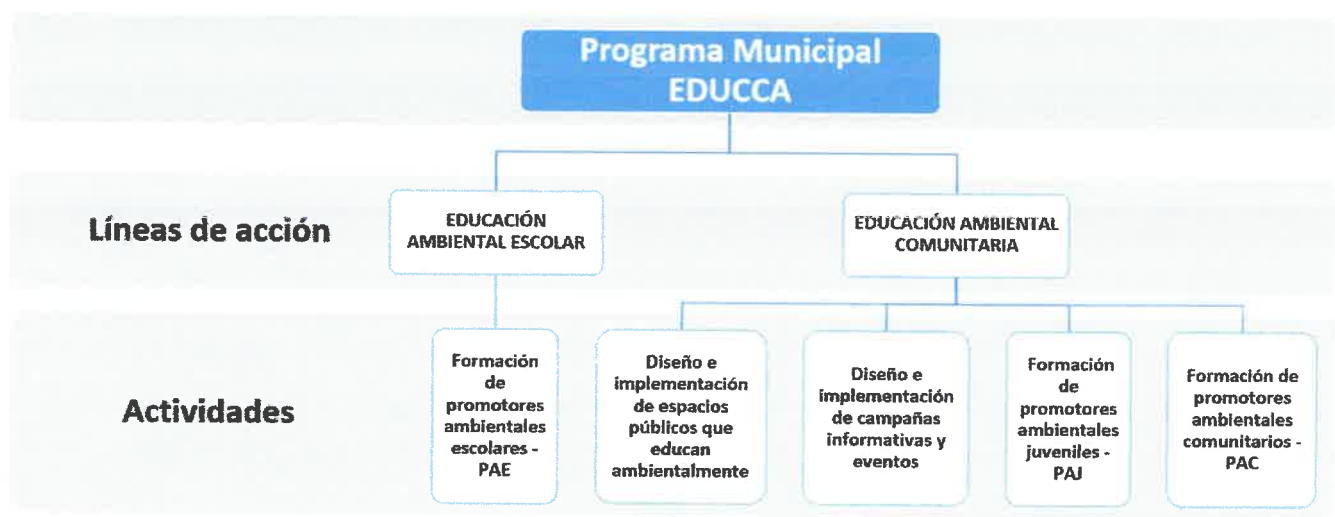 Programa Municipal
EDUCCA
Líneas de acción
EDUCACIÓN
AMBIENTAL ESCOLAR
EDUCACIÓN AMBIENTAL
COMUNITARIA
Actividades
Formación
de
promotores
ambientales
escolares -
PAE
Diseño e
implementación
de espacios
públicos que
educan
ambientalmente
Diseño e
implementación
de campañas
informativas y
eventos
Formación
de
promotores
ambientales
juveniles -
PAJ
Formación de
promotores
ambientales
comunitarios -
PAC